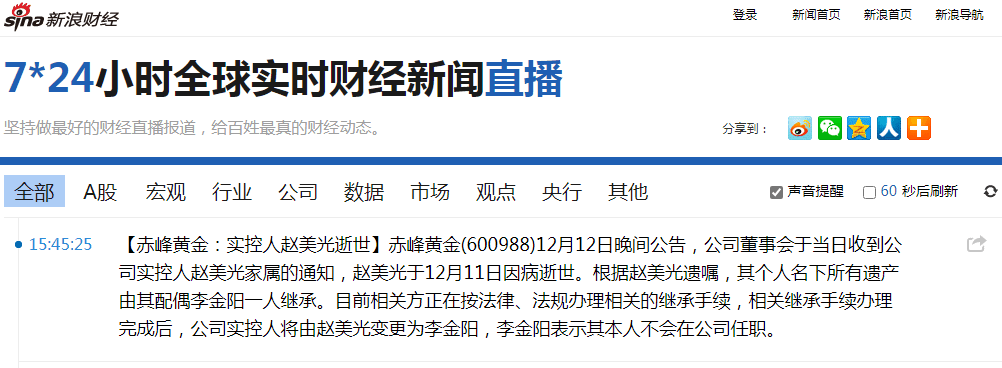 sina 新浪财经
登录 新闻首页 新浪首页 新浪导航
7*24小时全球实时财经新闻直播
坚持做最好的财经直播报道，给百姓最真的财经动态。
分享到：
全部 A股 宏观 行业 公司 数据 市场 观点 央行 其他 声音提醒 60 秒后刷新
15:45:25 【赤峰黄金：实控人赵美光逝世】赤峰黄金(600988)12月12日晚间公告，公司董事会于当日收到公
司实控人赵美光家属的通知，赵美光于12月11日因病逝世。根据赵美光遗嘱，其个人名下所有遗产
由其配偶李金阳一人继承。目前相关方正在按法律、法规办理相关的继承手续，相关继承手续办理
完成后，公司实控人将由赵美光变更为李金阳，李金阳表示其本人不会在公司任职。